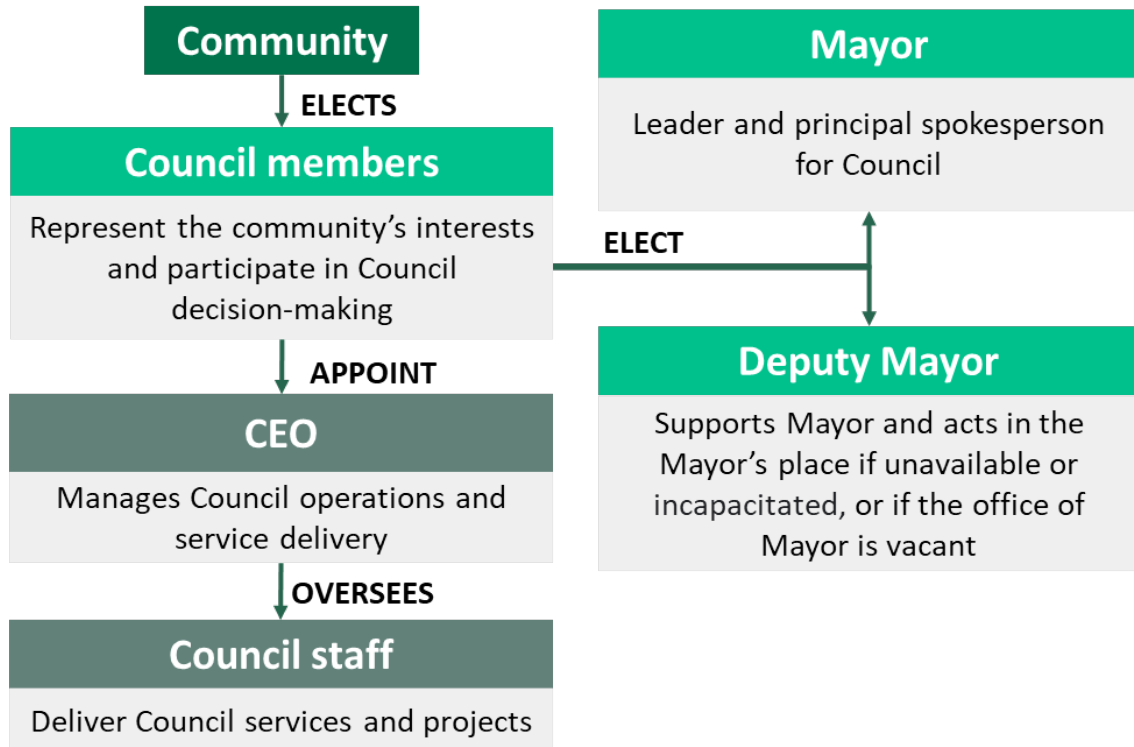 Community
ELECTS
Council members
Represent the community’s interests
and participate in Council
decision-making
APPOINT
CEO
Manages Council operations and
service delivery
OVERSEES
Council staff
Deliver Council services and projects
ELECT
Mayor
Leader and principal spokesperson
for Council
Deputy Mayor
Supports Mayor and acts in the
Mayor’s place if unavailable or
incapacitated, or if the office of
Mayor is vacant